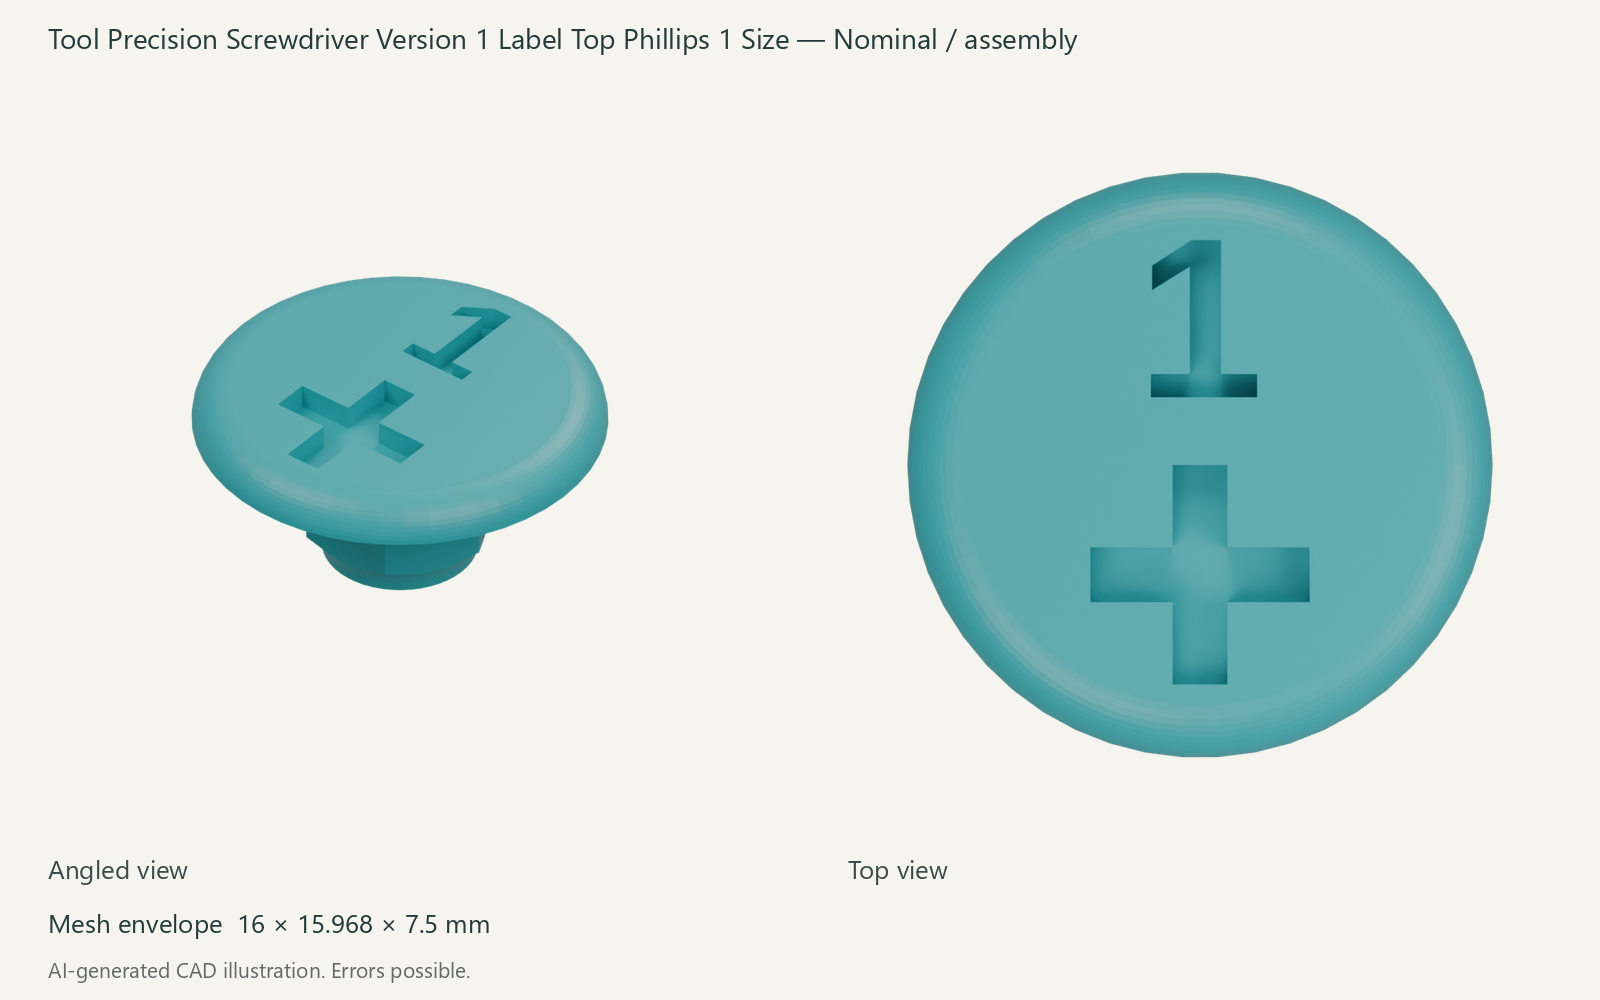 Tool Precision Screwdriver Version 1 Label Top Phillips 1 Size — Nominal / assembly
1
1
Angled view
Top view
Mesh envelope 16 × 15.968 × 7.5 mm
AI-generated CAD illustration. Errors possible.